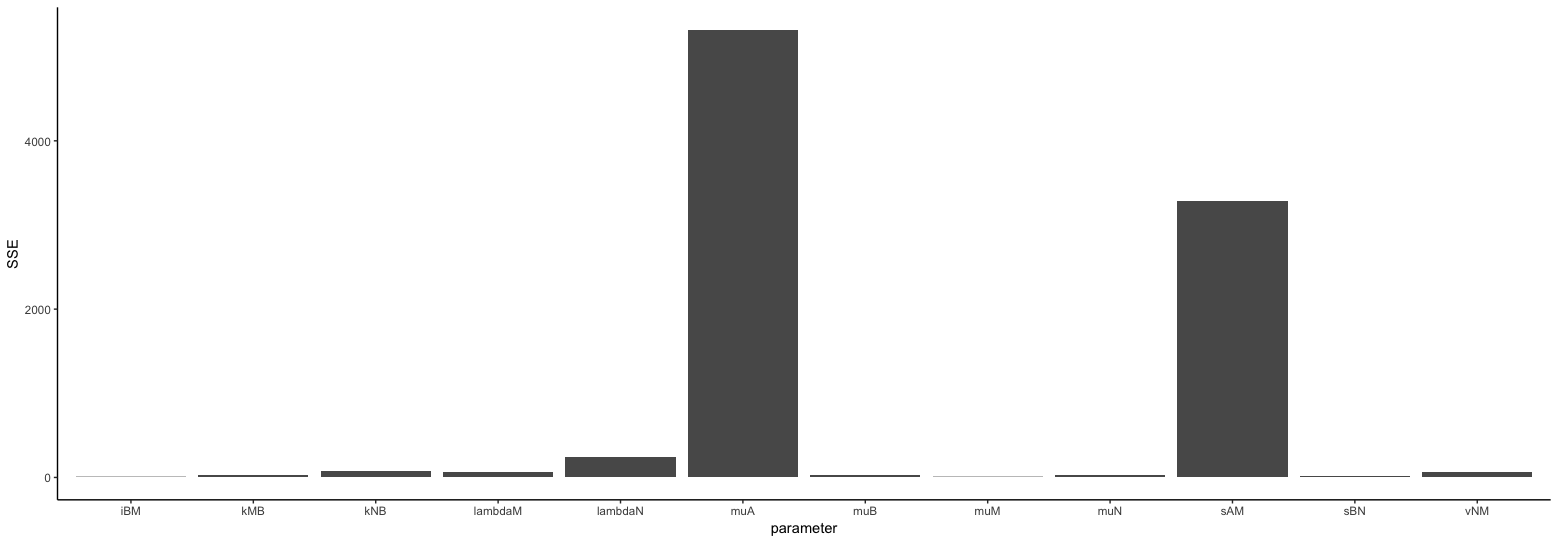 SSE
4000
2000
0
iBM kMB kNB lambdaM lambdaN muA muB muM muN sAM sBN vNM
parameter